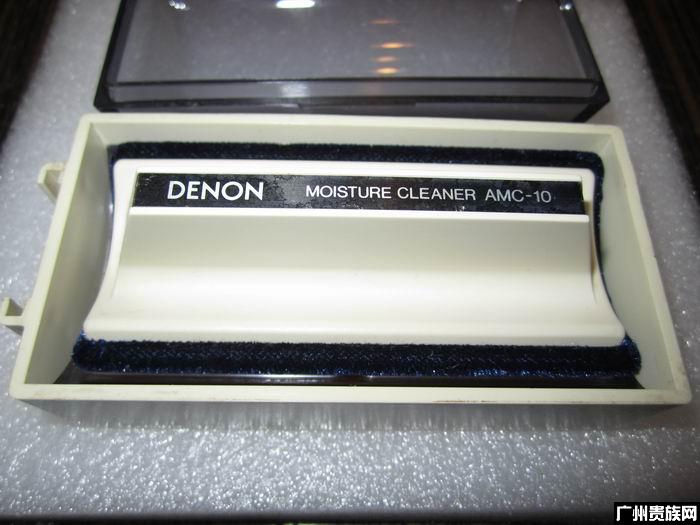 DENON MOISTURE CLEANER AMC-10
广州贵族网